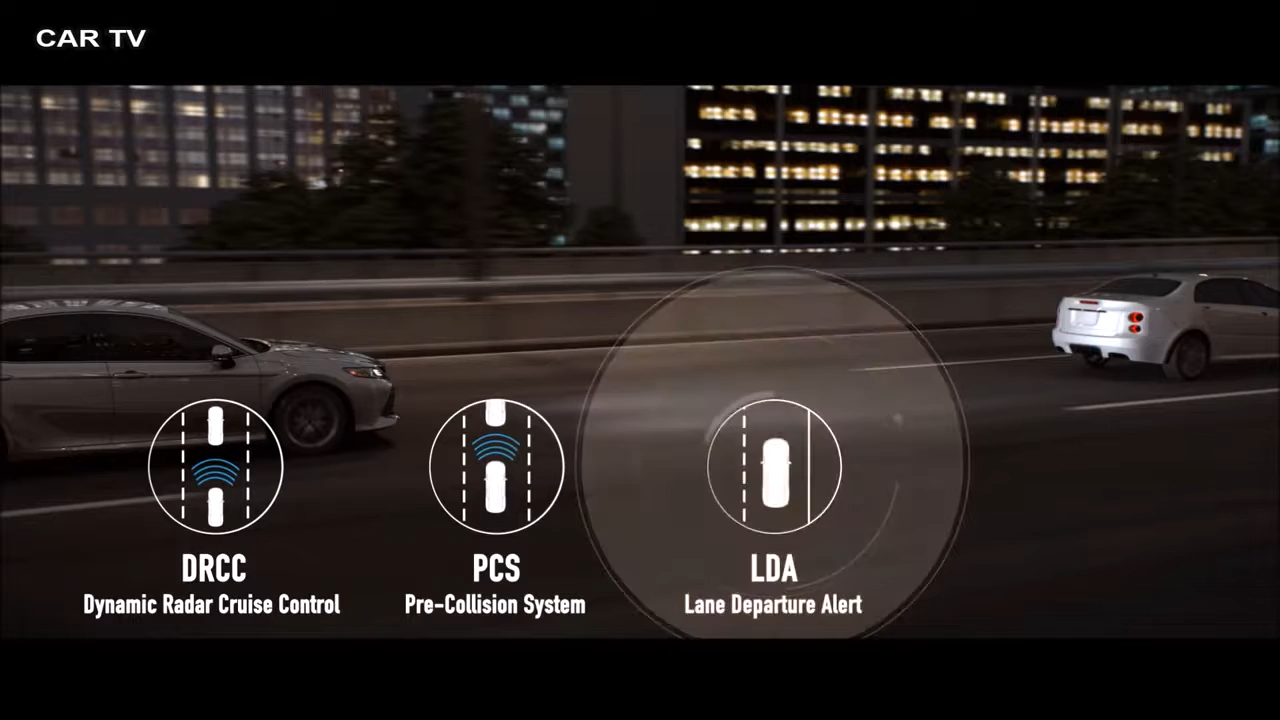 CAR TV
DRCC
Dynamic Radar Cruise Control
PCS
Pre-Collision System
LDA
Lane Departure Alert